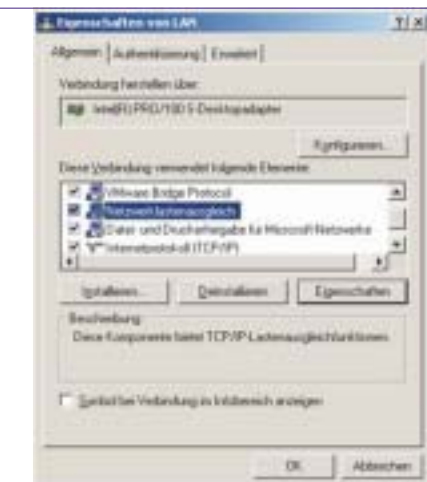 Eigenschaften von LAN
Allgemein Authentifizierung Erweitert
Verbindung herstellen über:
Intel(R) PRO/100 S-Desktopadapter
Konfigurieren...
Diese Verbindung verwendet folgende Elemente:
VMware Bridge Protocol
Netzwerklastenausgleich
Datei- und Druckerfreigabe für Microsoft-Netzwerke
Internetprotokoll (TCP/IP)
Installieren... Deinstallieren Eigenschaften
Beschreibung
Diese Komponente bietet TCP/IP-Lastenausgleichfunktionen.
Symbol bei Verbindung im Infobereich anzeigen
OK Abbrechen